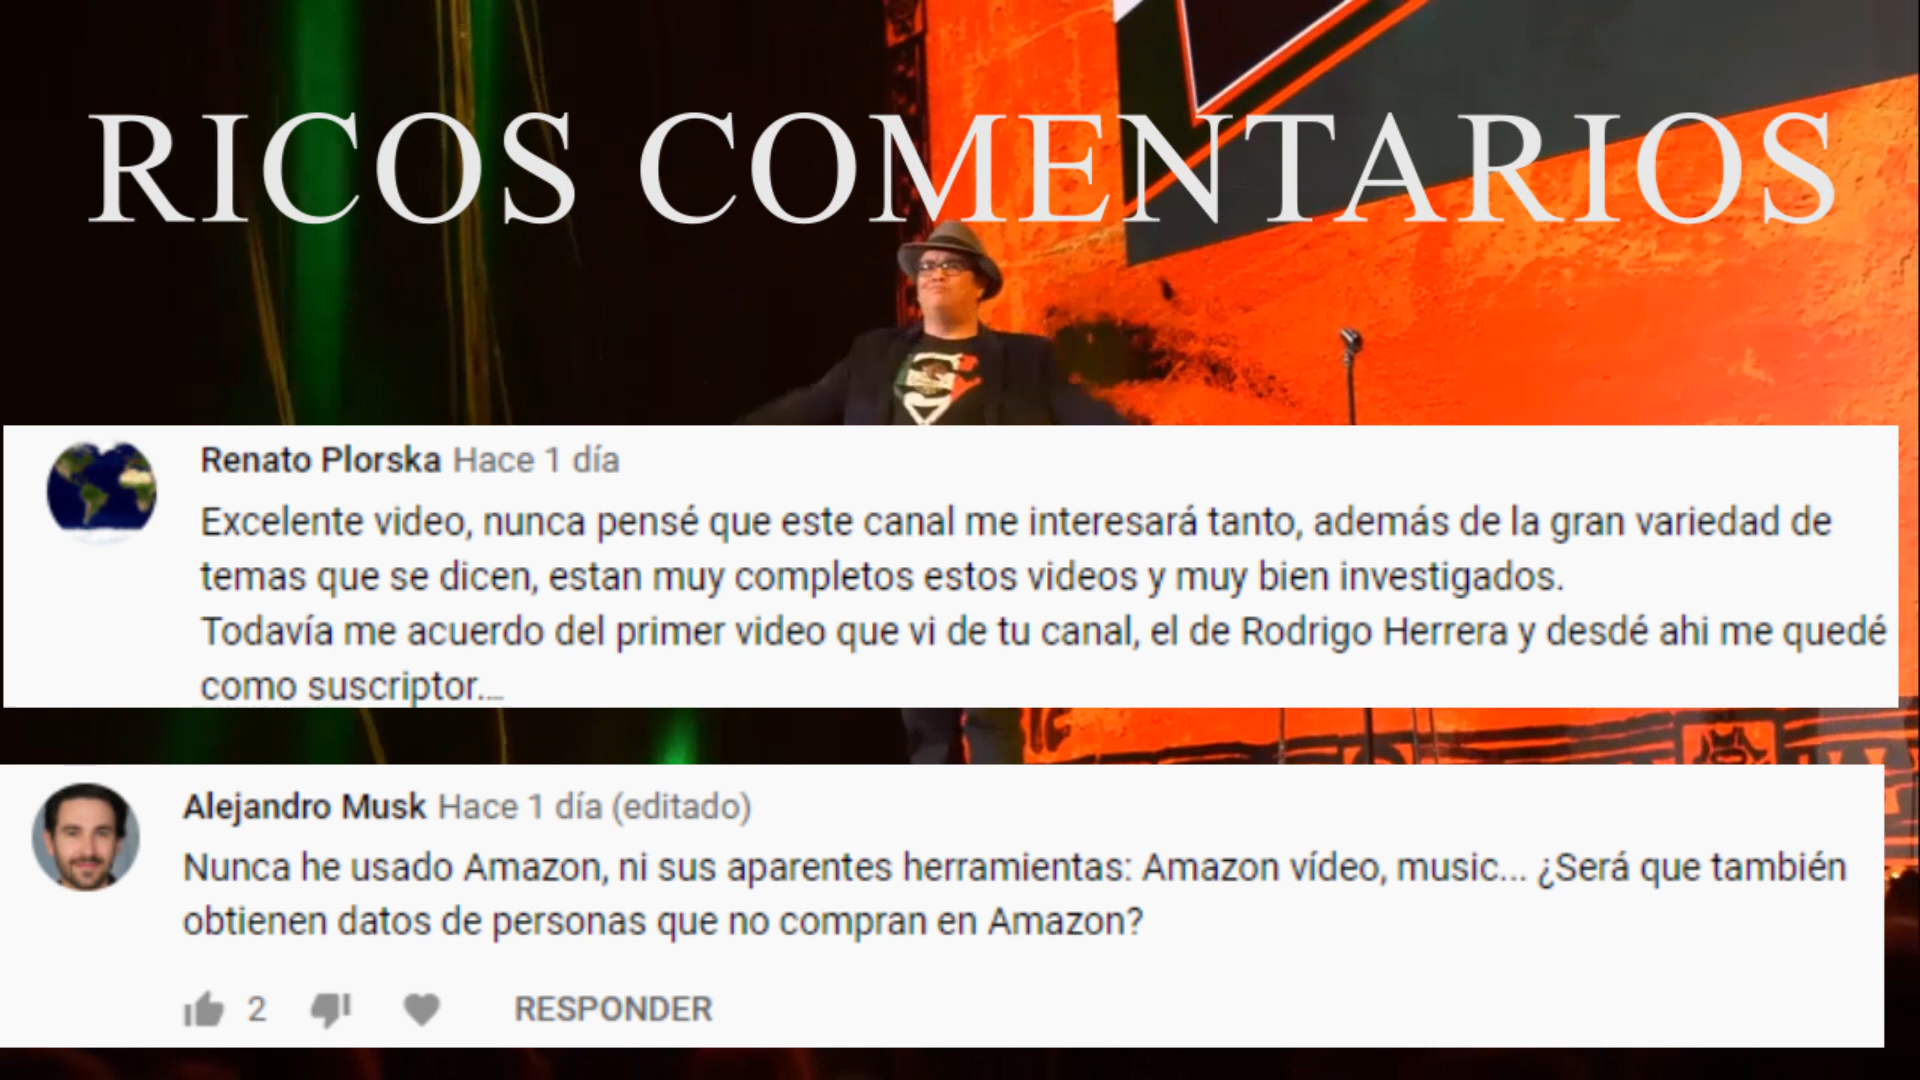 RICOS COMENTARIOS
Renato Plorska Hace 1 día
Excelente video, nunca pensé que este canal me interesará tanto, además de la gran variedad de
temas que se dicen, estan muy completos estos videos y muy bien investigados.
Todavía me acuerdo del primer video que vi de tu canal, el de Rodrigo Herrera y desdé ahi me quedé
como suscriptor...
Alejandro Musk Hace 1 día (editado)
Nunca he usado Amazon, ni sus aparentes herramientas: Amazon vídeo, music... ¿Será que también
obtienen datos de personas que no compran en Amazon?
2 RESPONDER